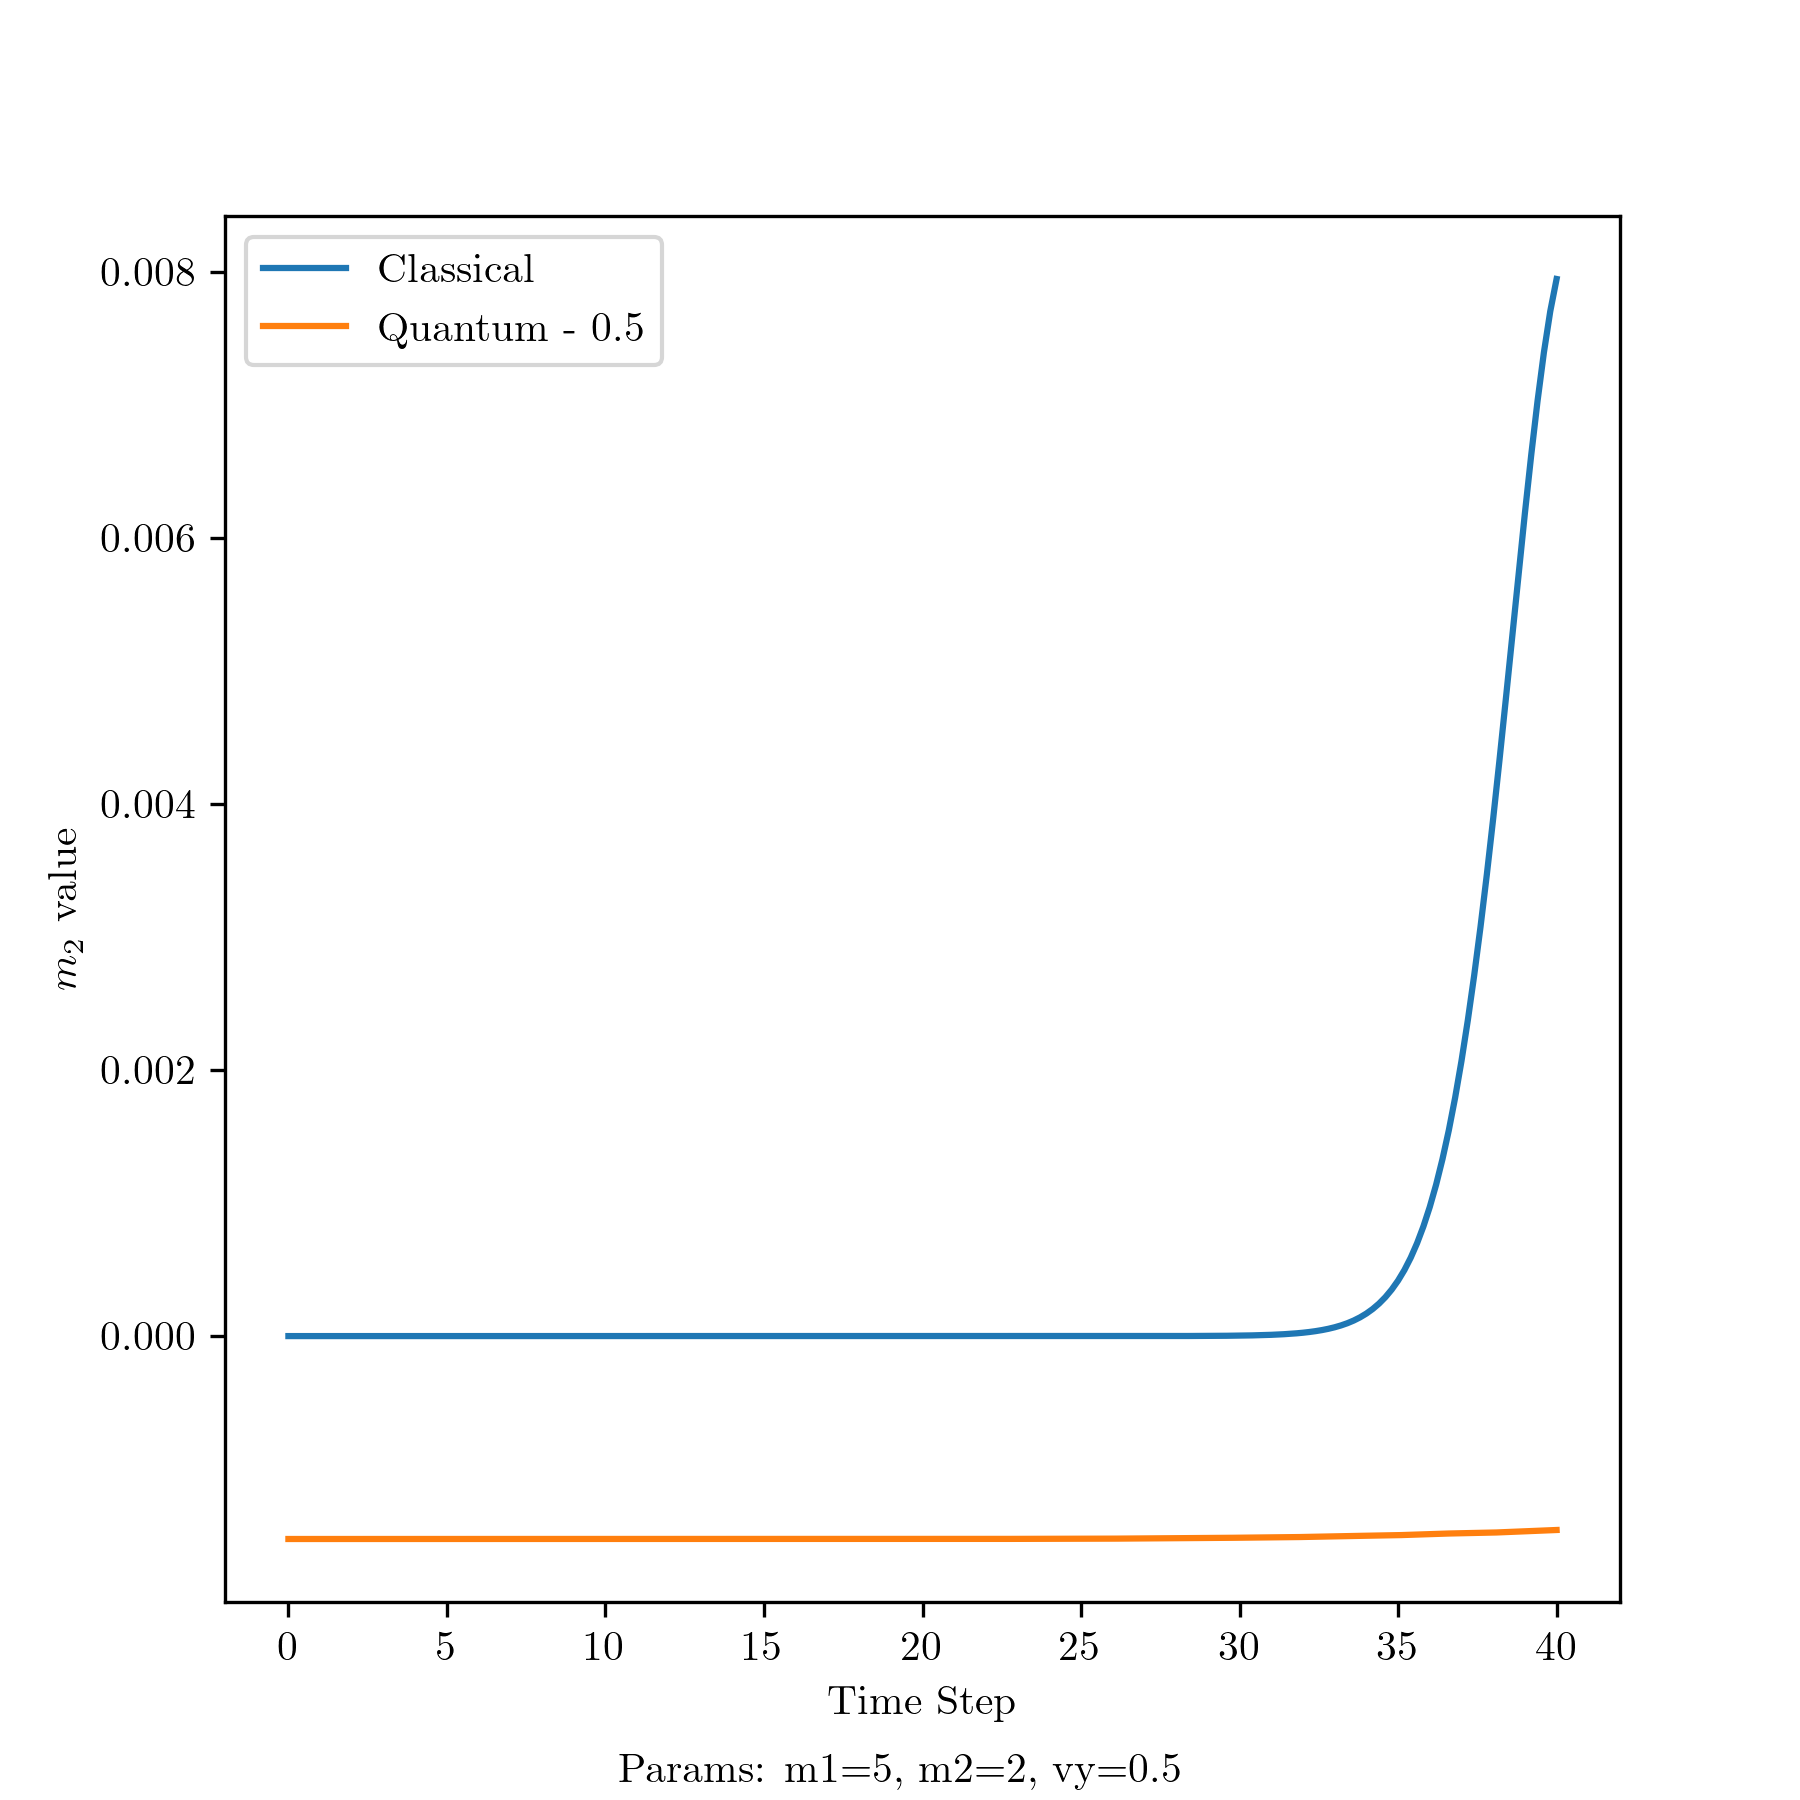 Classical
Quantum - 0.5
0.008
0.006
0.004
0.002
0.000
m₂ value
0 5 10 15 20 25 30 35 40
Time Step
Params: m1=5, m2=2, vy=0.5